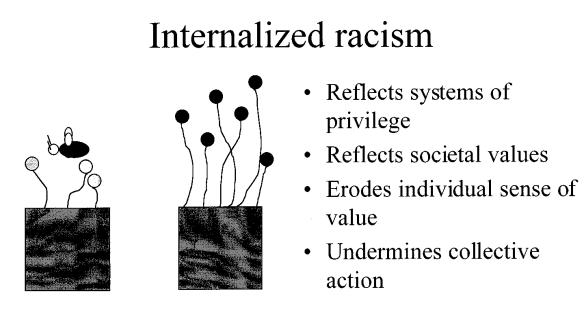 Internalized racism
• Reflects systems of
privilege
• Reflects societal values
• Erodes individual sense of
value
• Undermines collective
action